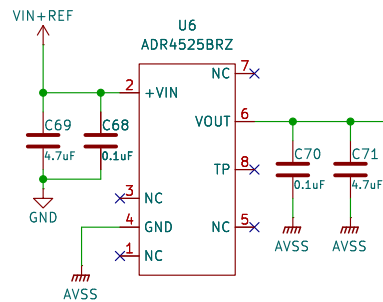 VIN+REF
U6
ADR4525BRZ
NC 7
2 +VIN
C69
4.7uF
C68
0.1uF
VOUT 6
C70
0.1uF
C71
4.7uF
TP 8
3 NC
GND
4 GND
NC 5
AVSS
AVSS
1 NC
AVSS